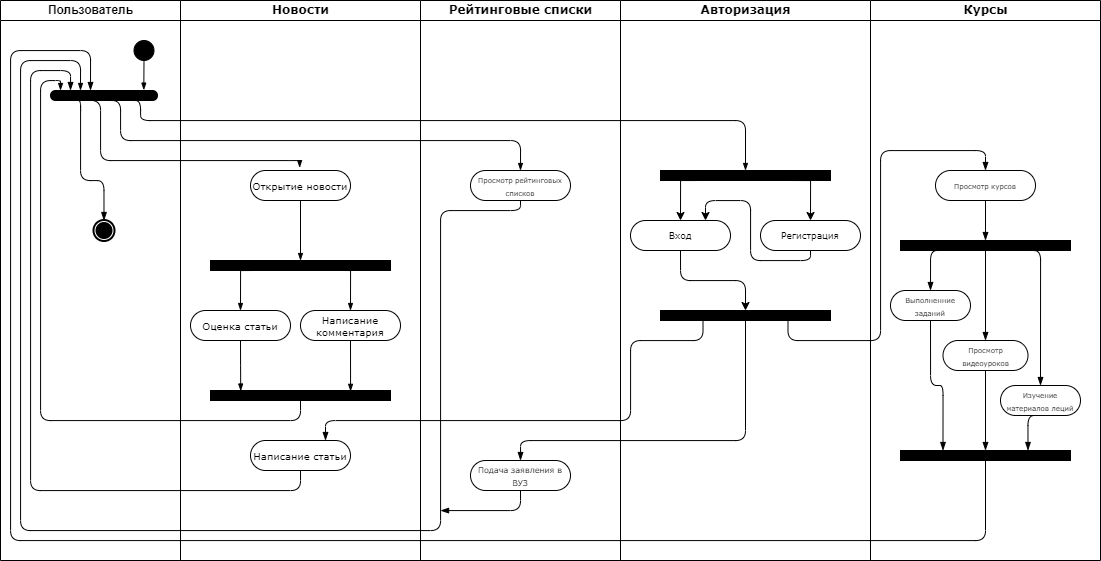 Пользователь
Новости
Рейтинговые списки
Авторизация
Курсы
Открытие новости
Просмотр рейтинговых
списков
Просмотр курсов
Вход
Регистрация
Оценка статьи
Написание
комментария
Выполненние
заданий
Просмотр
видеоуроков
Изучение
материалов леций
Написание статьи
Подача заявления в
ВУЗ